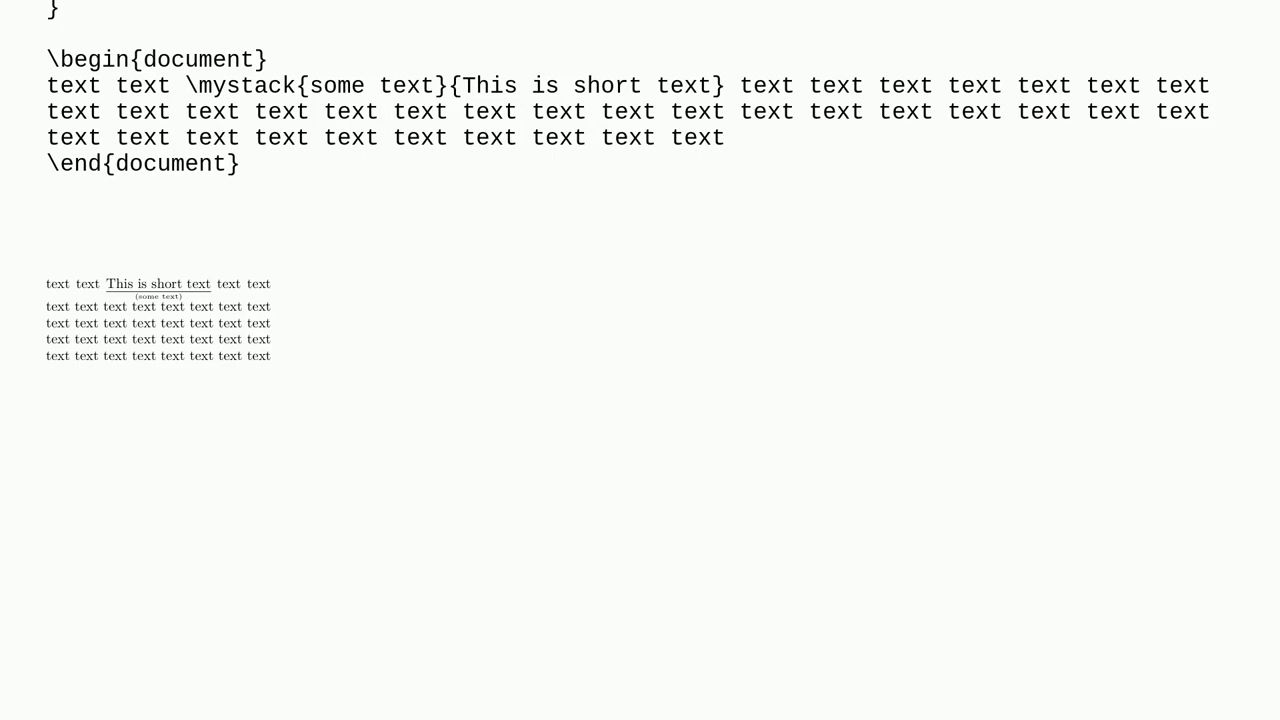 }
\begin{document}
text text \mystack{some text}{This is short text} text text text text text text text
text text text text text text text text text text text text text text text text text
text text text text text text text text text text
\end{document}
text text This is short text text text
(some text)
text text text text text text text text
text text text text text text text text
text text text text text text text text
text text text text text text text text